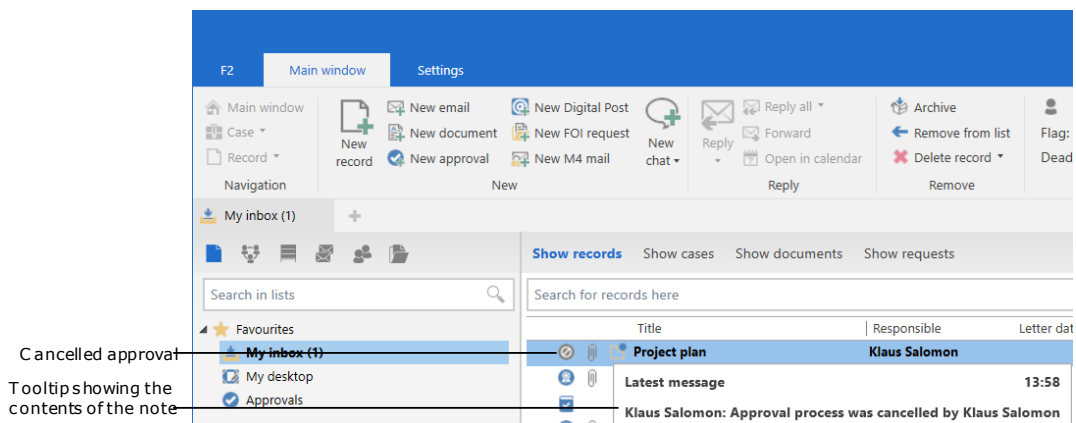 F2 Main window Settings
Main window
Case
Record
Navigation
New
record
New email
New document
New approval
New Digital Post
New FOI request
New M4 mail
New
chat
New
Reply
Reply all
Forward
Open in calendar
Reply
Archive
Remove from list
Delete record
Remove
Flag:
Dead
My inbox (1) +
Show records Show cases Show documents Show requests
Search in lists
Search for records here
Favourites
My inbox (1)
My desktop
Approvals
Title Responsible Letter dat
Project plan Klaus Salomon
Latest message 13:58
Klaus Salomon: Approval process was cancelled by Klaus Salomon
Cancelled approval
Tooltip showing the
contents of the note